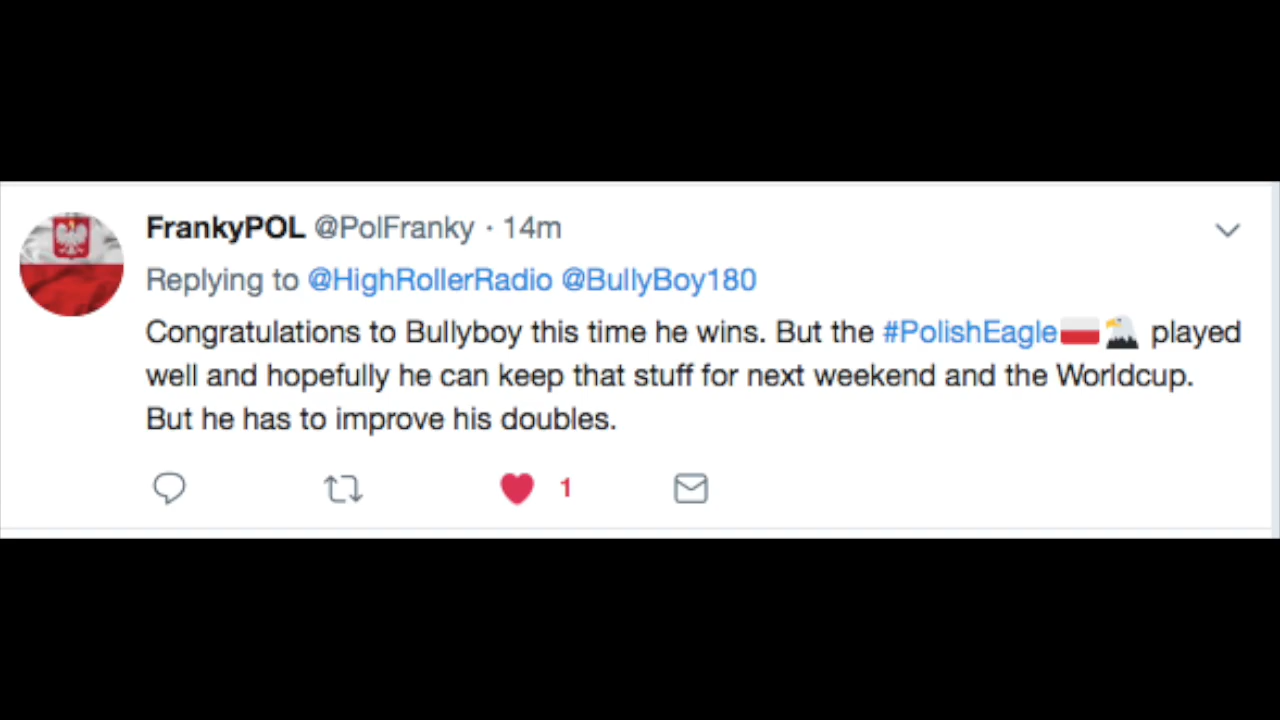 FrankyPOL @PolFranky · 14m
Replying to @HighRollerRadio @BullyBoy180
Congratulations to Bullyboy this time he wins. But the #PolishEagle🇵🇱🦅 played
well and hopefully he can keep that stuff for next weekend and the Worldcup.
But he has to improve his doubles.
1